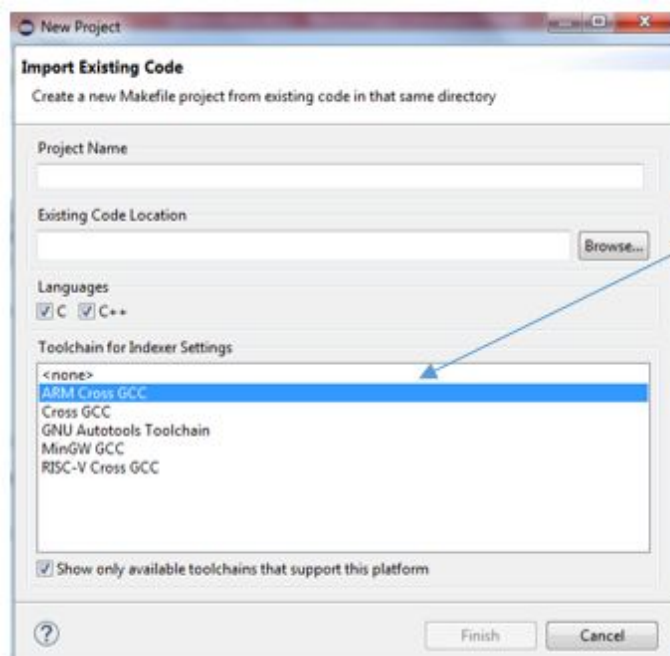 New Project
Import Existing Code
Create a new Makefile project from existing code in that same directory
Project Name
Existing Code Location
Browse...
Languages
C C++
Toolchain for Indexer Settings
<none>
ARM Cross GCC
Cross GCC
GNU Autotools Toolchain
MinGW GCC
RISC-V Cross GCC
Show only available toolchains that support this platform
? Finish Cancel